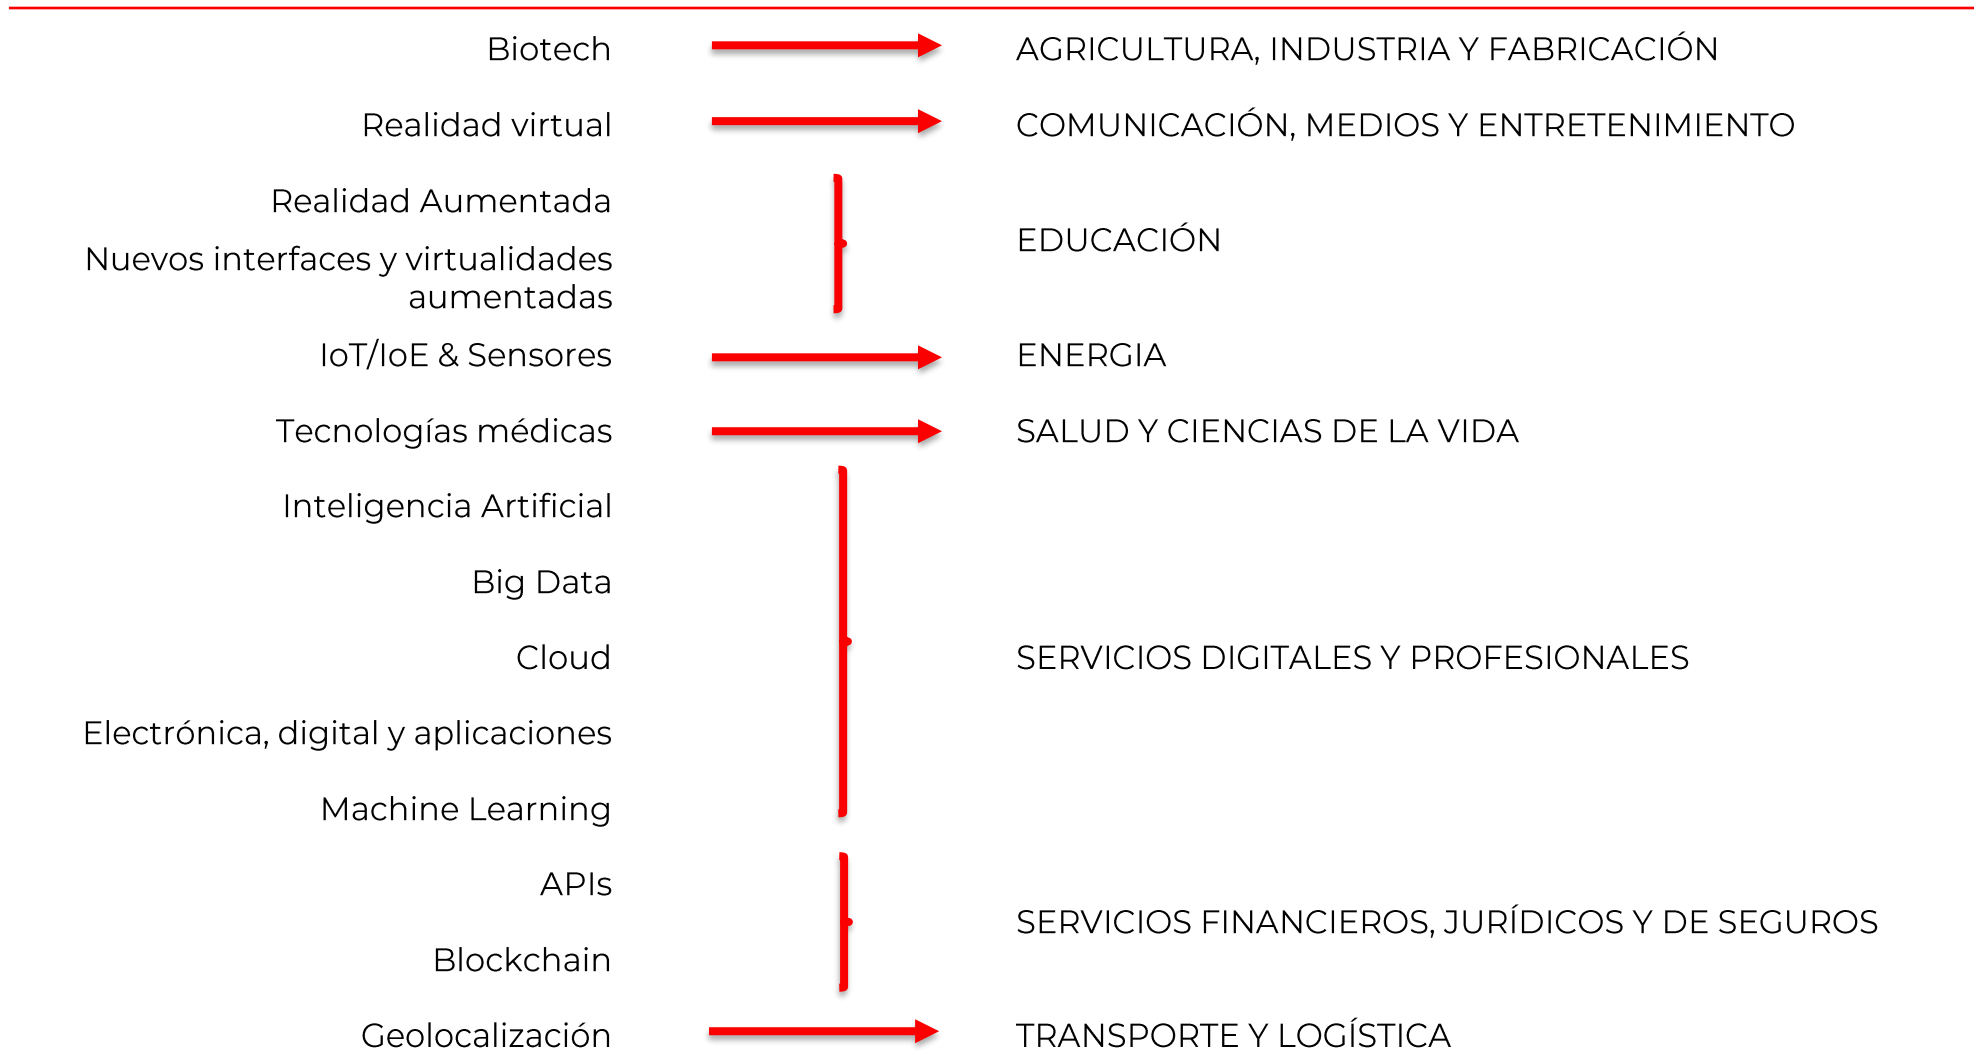 Biotech
AGRICULTURA, INDUSTRIA Y FABRICACIÓN
Realidad virtual
COMUNICACIÓN, MEDIOS Y ENTRETENIMIENTO
Realidad Aumentada
Nuevos interfaces y virtualidades
aumentadas
EDUCACIÓN
IoT/IoE & Sensores
ENERGIA
Tecnologías médicas
SALUD Y CIENCIAS DE LA VIDA
Inteligencia Artificial
Big Data
Cloud
Electrónica, digital y aplicaciones
Machine Learning
SERVICIOS DIGITALES Y PROFESIONALES
APIs
Blockchain
SERVICIOS FINANCIEROS, JURÍDICOS Y DE SEGUROS
Geolocalización
TRANSPORTE Y LOGÍSTICA